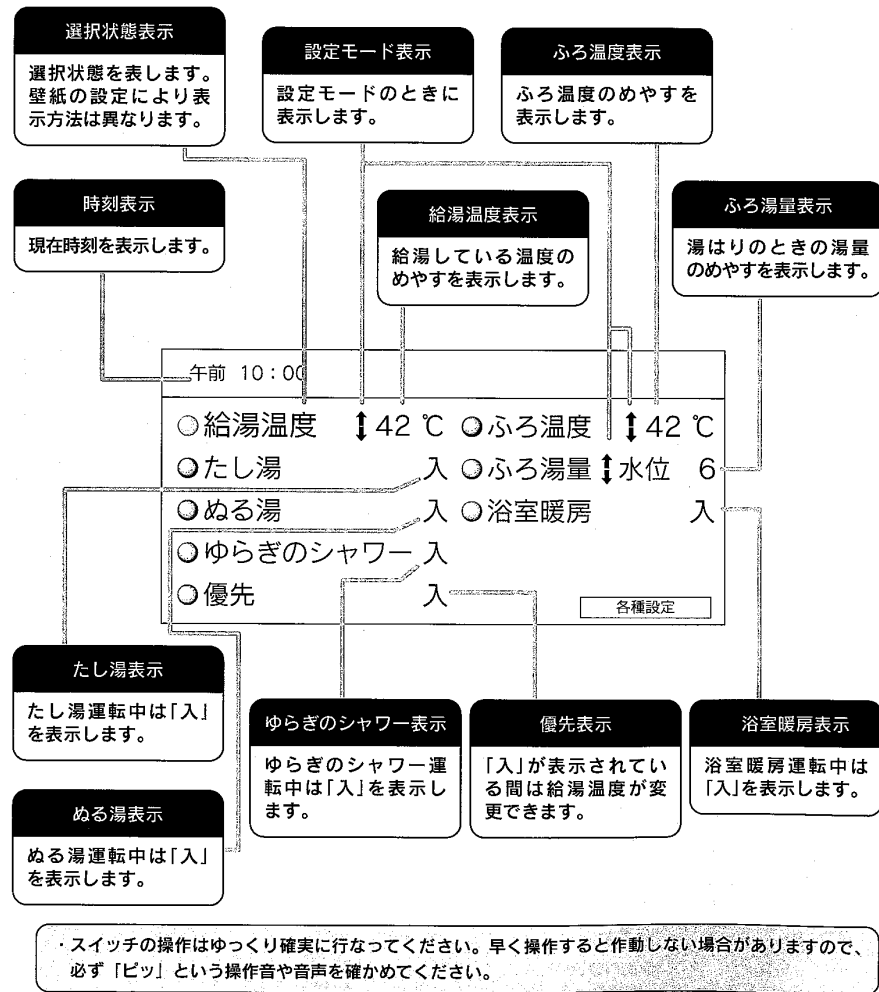 選択状態表示
選択状態を表します。
壁紙の設定により表
示方法は異なります。
設定モード表示
設定モードのときに
表示します。
ふろ温度表示
ふろ温度のめやすを
表示します。
時刻表示
現在時刻を表示します。
給湯温度表示
給湯している温度の
めやすを表示します。
ふろ湯量表示
湯はりのときの湯量
のめやすを表示します。
午前 10:00
○給湯温度 42 ℃ ○ふろ温度 42 ℃
○たし湯 入 ○ふろ湯量 水位 6
○ぬる湯 入 ○浴室暖房 入
○ゆらぎのシャワー 入
○優先 入
各種設定
たし湯表示
たし湯運転中は「入」
を表示します。
ぬる湯表示
ぬる湯運転中は「入」
を表示します。
ゆらぎのシャワー表示
ゆらぎのシャワー運
転中は「入」を表示し
ます。
優先表示
「入」が表示されてい
る間は給湯温度が変
更できます。
浴室暖房表示
浴室暖房運転中は
「入」を表示します。
・スイッチの操作はゆっくり確実に行なってください。早く操作すると作動しない場合がありますので、
必ず「ピッ」という操作音や音声を確かめてください。